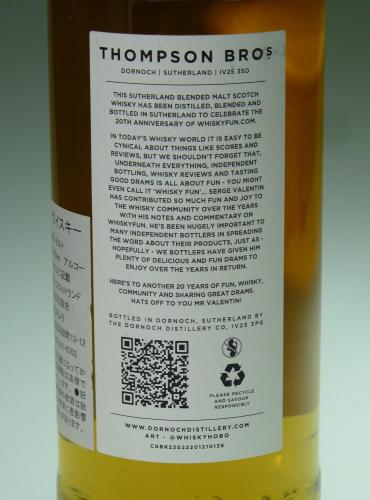 THOMPSON BROS
DORNOCH | SUTHERLAND | IV25 3SD
THIS SUTHERLAND BLENDED MALT SCOTCH
WHISKY HAS BEEN DISTILLED, BLENDED AND
BOTTLED IN SUTHERLAND TO CELEBRATE THE
20TH ANNIVERSARY OF WHISKYFUN.COM.
IN TODAY'S WHISKY WORLD IT IS EASY TO BE
CYNICAL ABOUT THINGS LIKE SCORES AND
REVIEWS, BUT WE SHOULDN'T FORGET THAT,
UNDERNEATH EVERYTHING, INDEPENDENT
BOTTLING, WHISKY REVIEWS AND TASTING
GOOD DRAMS IS ALL ABOUT FUN - YOU MIGHT
EVEN CALL IT 'WHISKY FUN'... SERGE VALENTIN
HAS CONTRIBUTED SO MUCH FUN AND JOY TO
THE WHISKY COMMUNITY OVER THE YEARS
WITH HIS NOTES AND COMMENTARY ON
WHISKYFUN. HE'S BEEN HUGELY IMPORTANT TO
MANY INDEPENDENT BOTTLERS IN SPREADING
THE WORD ABOUT THEIR PRODUCTS, JUST AS -
HOPEFULLY - WE BOTTLERS HAVE GIVEN HIM
PLENTY OF DELICIOUS AND FUN DRAMS TO
ENJOY OVER THE YEARS IN RETURN.
HERE'S TO ANOTHER 20 YEARS OF FUN, WHISKY,
COMMUNITY AND SHARING GREAT DRAMS.
HATS OFF TO YOU MR VALENTIN!
BOTTLED IN DORNOCH, SUTHERLAND BY
THE DORNOCH DISTILLERY CO, IV25 3PG
PLEASE RECYCLE
AND SAVOUR
RESPONSIBLY
WWW.DORNOCHDISTILLERY.COM
ART - @WHISKYHOBO
CGBR23022201210138
イスキー
アルコー
に記載
ットランド